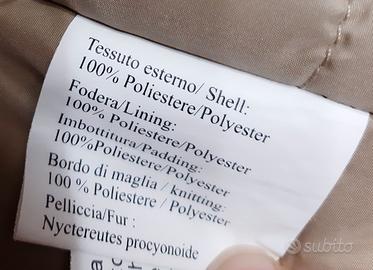 Tessuto esterno/ Shell:
100% Poliestere/Polyester
Fodera/Lining:
100% Poliestere/Polyester
Imbottitura/Padding:
100%Poliestere/Polyester
Bordo di maglia / knitting:
100 % Poliestere / Polyester
Pelliccia/Fur :
Nyctereutes procyonoide
subito